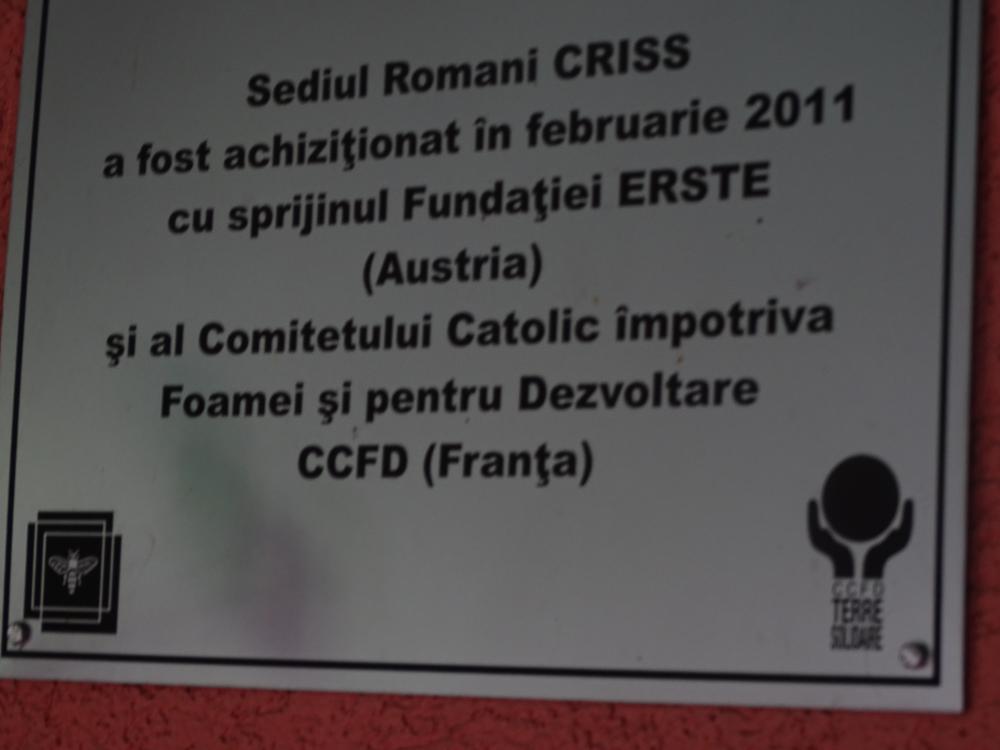 Sediul Romani CRISS
a fost achiziţionat în februarie 2011
cu sprijinul Fundaţiei ERSTE
(Austria)
şi al Comitetului Catolic împotriva
Foamei şi pentru Dezvoltare
CCFD (Franţa)
CCFD
TERRE
SOLIDAIRE